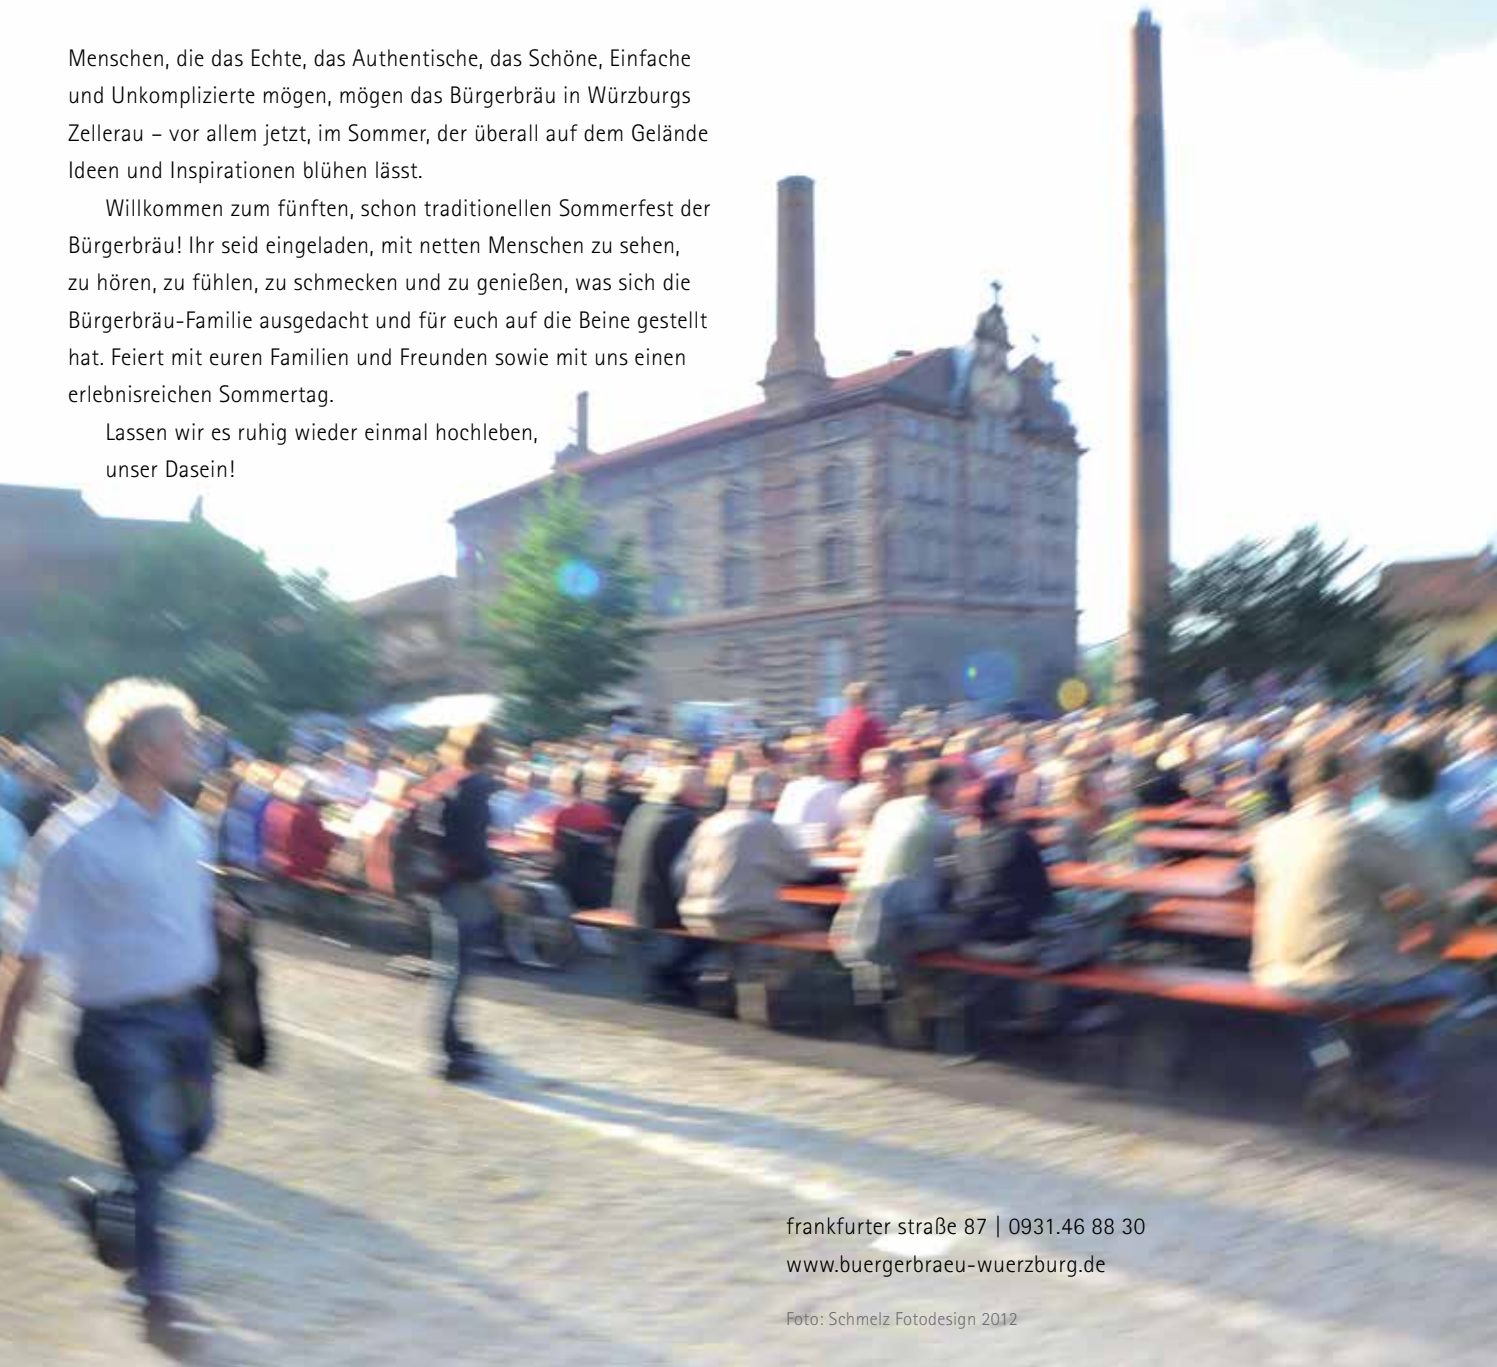 Menschen, die das Echte, das Authentische, das Schöne, Einfache
und Unkomplizierte mögen, mögen das Bürgerbräu in Würzburgs
Zellerau – vor allem jetzt, im Sommer, der überall auf dem Gelände
Ideen und Inspirationen blühen lässt.
Willkommen zum fünften, schon traditionellen Sommerfest der
Bürgerbräu! Ihr seid eingeladen, mit netten Menschen zu sehen,
zu hören, zu fühlen, zu schmecken und zu genießen, was sich die
Bürgerbräu-Familie ausgedacht und für euch auf die Beine gestellt
hat. Feiert mit euren Familien und Freunden sowie mit uns einen
erlebnisreichen Sommertag.
Lassen wir es ruhig wieder einmal hochleben,
unser Dasein!
frankfurter straße 87 | 0931.46 88 30
www.buergerbraeu-wuerzburg.de
Foto: Schmelz Fotodesign 2012